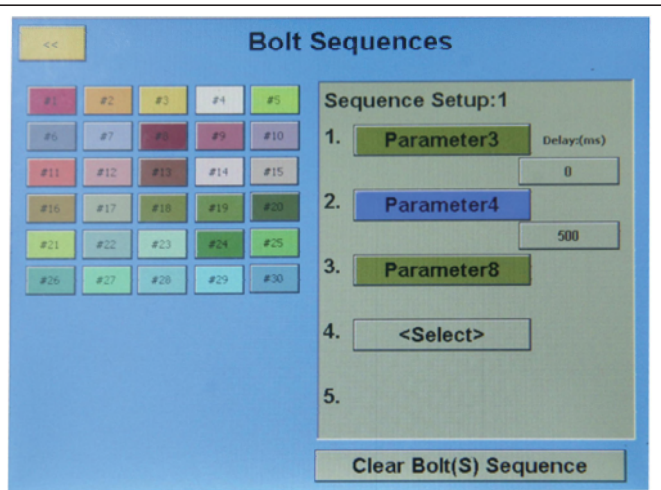 <<
Bolt Sequences
#1 #2 #3 #4 #5
#6 #7 #8 #9 #10
#11 #12 #13 #14 #15
#16 #17 #18 #19 #20
#21 #22 #23 #24 #25
#26 #27 #28 #29 #30
Sequence Setup:1
1. Parameter3
Delay:(ms)
0
2. Parameter4
500
3. Parameter8
4. <Select>
5.
Clear Bolt(S) Sequence